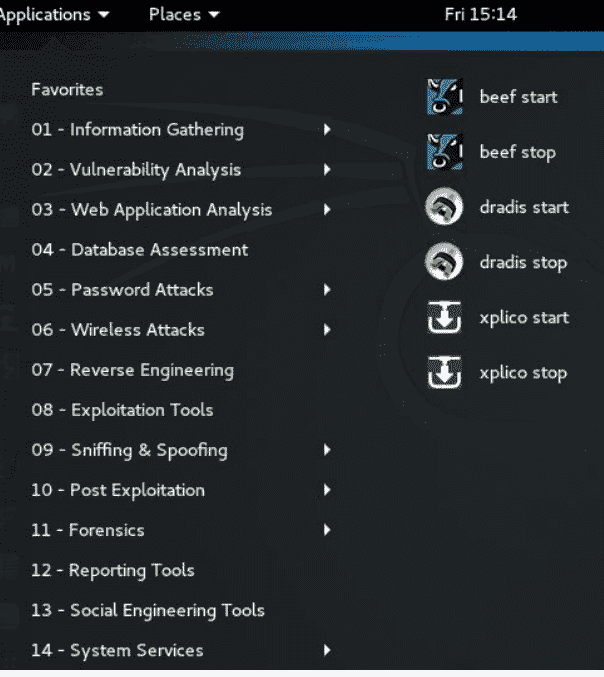 Applications Places Fri 15:14
Favorites
01 - Information Gathering
02 - Vulnerability Analysis
03 - Web Application Analysis
04 - Database Assessment
05 - Password Attacks
06 - Wireless Attacks
07 - Reverse Engineering
08 - Exploitation Tools
09 - Sniffing & Spoofing
10 - Post Exploitation
11 - Forensics
12 - Reporting Tools
13 - Social Engineering Tools
14 - System Services
beef start
beef stop
dradis start
dradis stop
xplico start
xplico stop